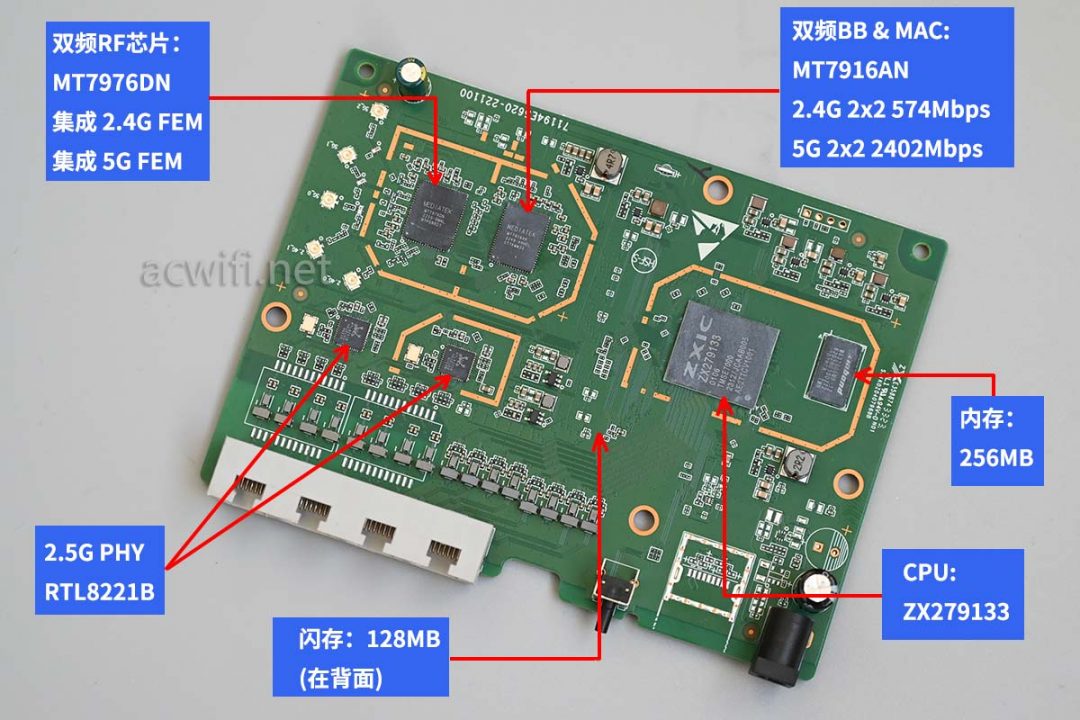 双频RF芯片：
MT7976DN
集成 2.4G FEM
集成 5G FEM
双频BB & MAC:
MT7916AN
2.4G 2x2 574Mbps
5G 2x2 2402Mbps
71194E5620-221100
4R7
MEDIATEK
MEDIATEK
acwifi.net
ZXIC
ZX279133
内存：
256MB
2R2
2.5G PHY
RTL8221B
CPU:
ZX279133
闪存：128MB
(在背面)